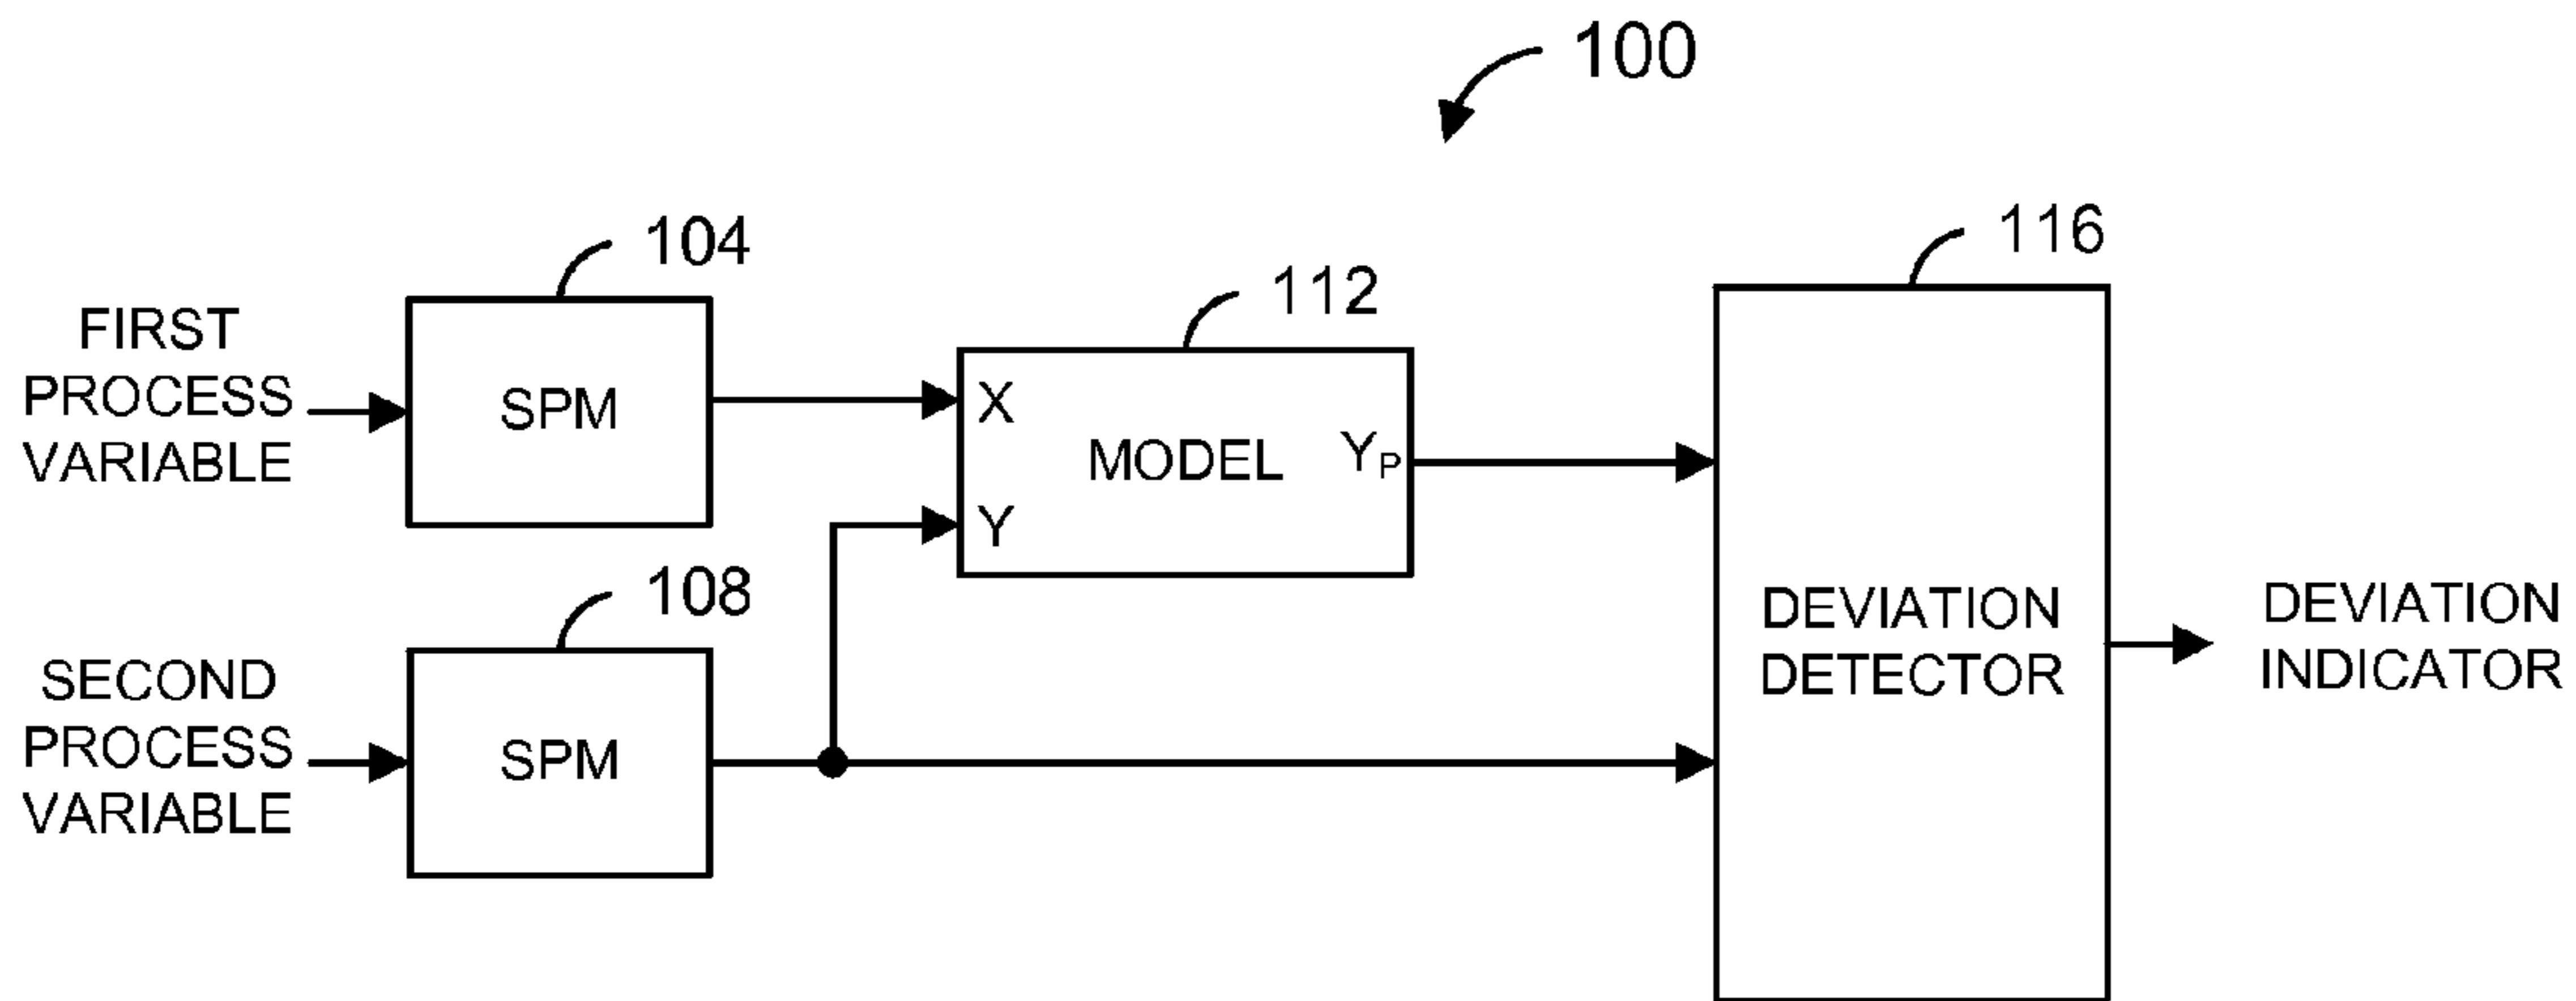 100
104
FIRST
PROCESS
VARIABLE
SPM
112
X
Y
MODEL
YP
116
DEVIATION
DETECTOR
DEVIATION
INDICATOR
108
SECOND
PROCESS
VARIABLE
SPM